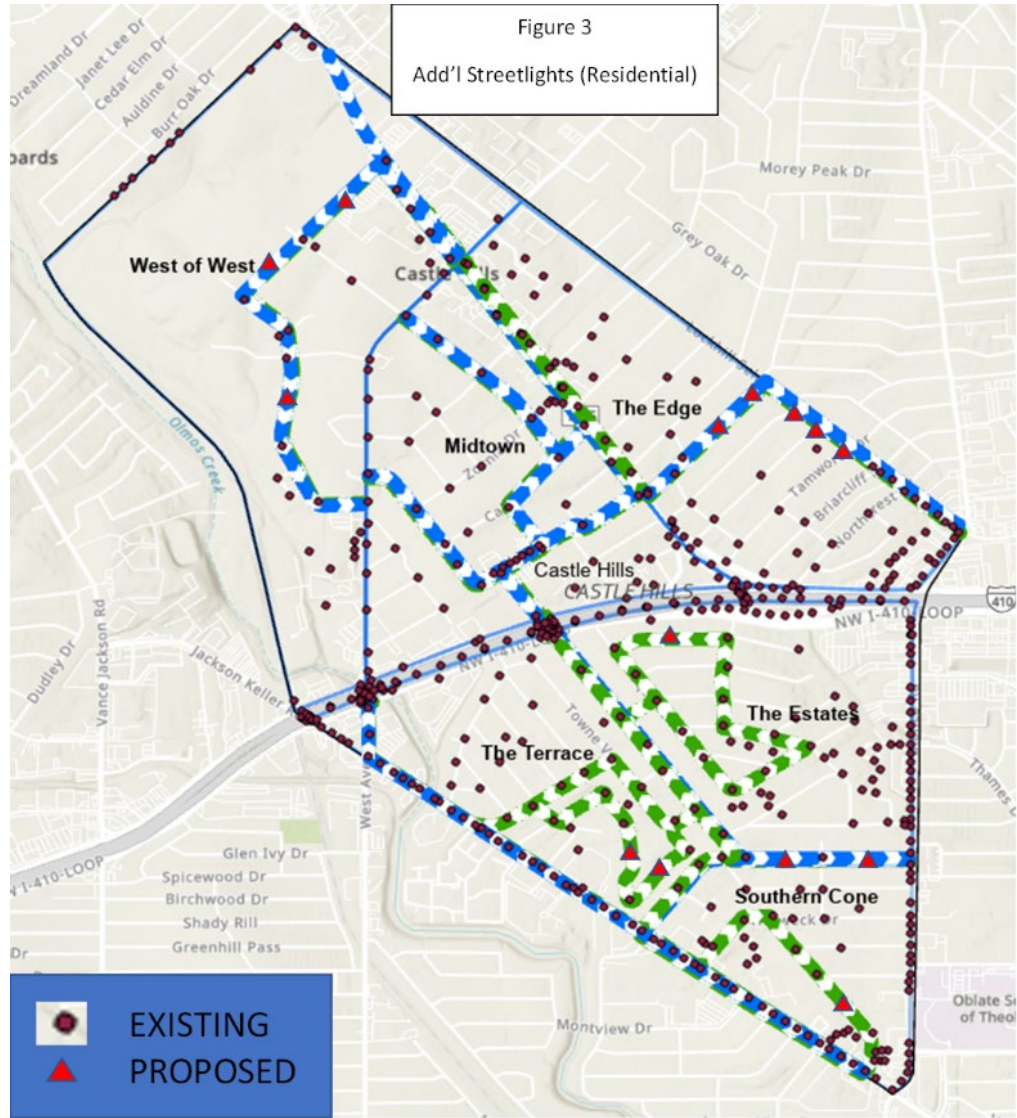 Figure 3
Add'l Streetlights (Residential)
Dreamland Dr
Janet Lee Dr
Cedar Elm Dr
Auldine Dr
Burr Oak Dr
oards
Morey Peak Dr
Grey Oak Dr
West of West
Castle Hills
The Edge
Midtown
Olmos Creek
Briarcliff
Northcrest
Castle Hills
CASTLE HILLS
NW I-410-LOOP
410
NW I-410-LO
Dudley Dr
Vance Jackson Rd
Jackson Keller R
Towne V
The Estates
The Terrace
West Ave
Thames
W I-410-LOOP
Glen Ivy Dr
Spicewood Dr
Birchwood Dr
Shady Rill
Greenhill Pass
Dr
Southern Cone
Montview Dr
Oblate Sc
of Theol
EXISTING
PROPOSED